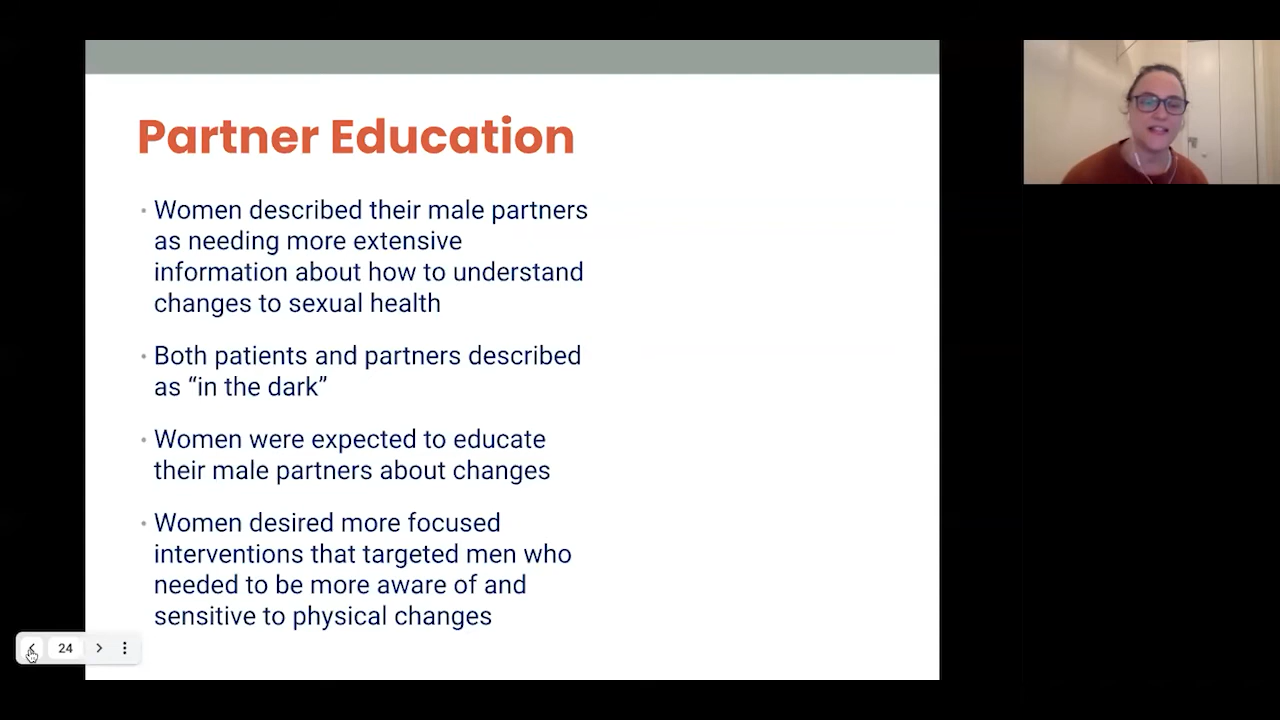 Partner Education
• Women described their male partners
as needing more extensive
information about how to understand
changes to sexual health
• Both patients and partners described
as “in the dark”
• Women were expected to educate
their male partners about changes
• Women desired more focused
interventions that targeted men who
needed to be more aware of and
sensitive to physical changes
24